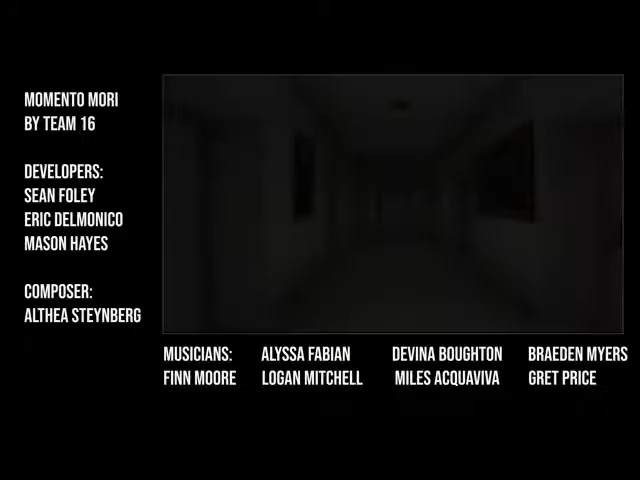 MOMENTO MORI
BY TEAM 16
DEVELOPERS:
SEAN FOLEY
ERIC DELMONICO
MASON HAYES
COMPOSER:
ALTHEA STEYNBERG
MUSICIANS: ALYSSA FABIAN DEVINA BOUGHTON BRAEDEN MYERS
FINN MOORE LOGAN MITCHELL MILES ACQUAVIVA GRET PRICE